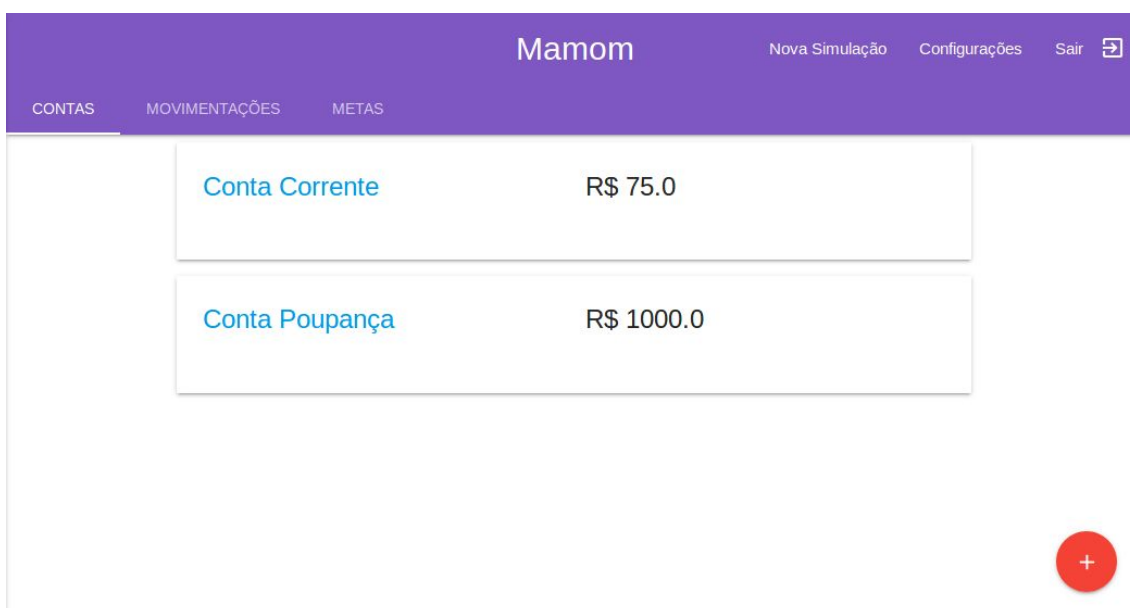 Mamom
Nova Simulação Configurações Sair
CONTAS MOVIMENTAÇÕES METAS
Conta Corrente R$ 75.0
Conta Poupança R$ 1000.0
+